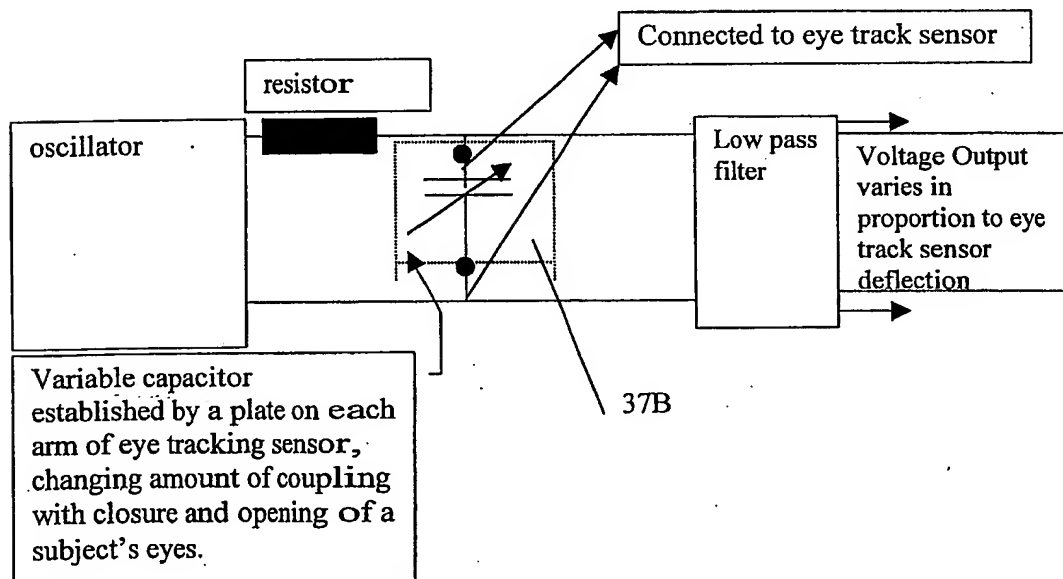 Connected to eye track sensor
resistor
oscillator
Low pass
filter
Voltage Output
varies in
proportion to eye
track sensor
deflection
Variable capacitor
established by a plate on each
arm of eye tracking sensor,
changing amount of coupling
with closure and opening of a
subject's eyes.
37B